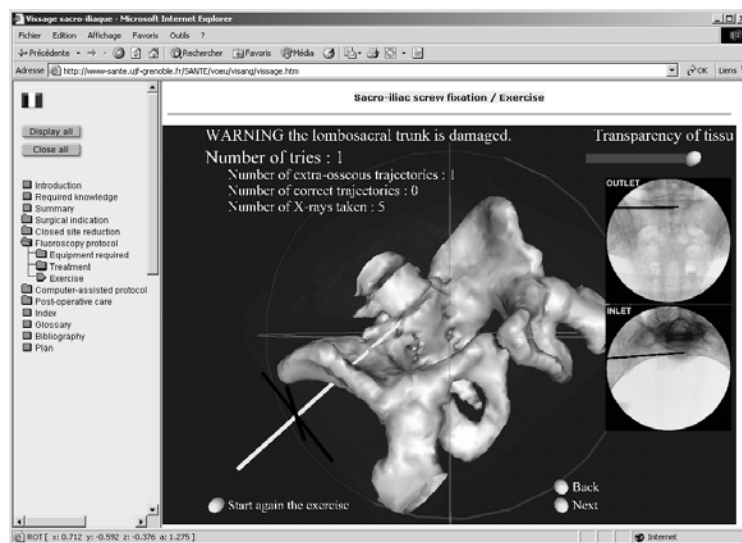 Vissage sacro-iliaque - Microsoft Internet Explorer
Fichier Edition Affichage Favoris Outils ?
Précédente Rechercher Favoris Média
Adresse http://www-sante.ujf-grenoble.fr/SANTE/voeu/visang/vissage.htm OK Liens
Sacro-iliac screw fixation / Exercise
Display all
Close all
Introduction
Required knowledge
Summary
Surgical indication
Closed site reduction
Fluoroscopy protocol
Equipment required
Treatment
Exercise
Computer-assisted protocol
Post-operative care
Index
Glossary
Bibliography
Plan
WARNING the lombosacral trunk is damaged.
Number of tries : 1
Number of extra-osseous trajectories : 1
Number of correct trajectories : 0
Number of X-rays taken : 5
Transparency of tissu
OUTLET
INLET
Start again the exercise
Back
Next
ROT [ x: 0.712 y: -0.592 z: -0.376 a: 1.275 ] Internet